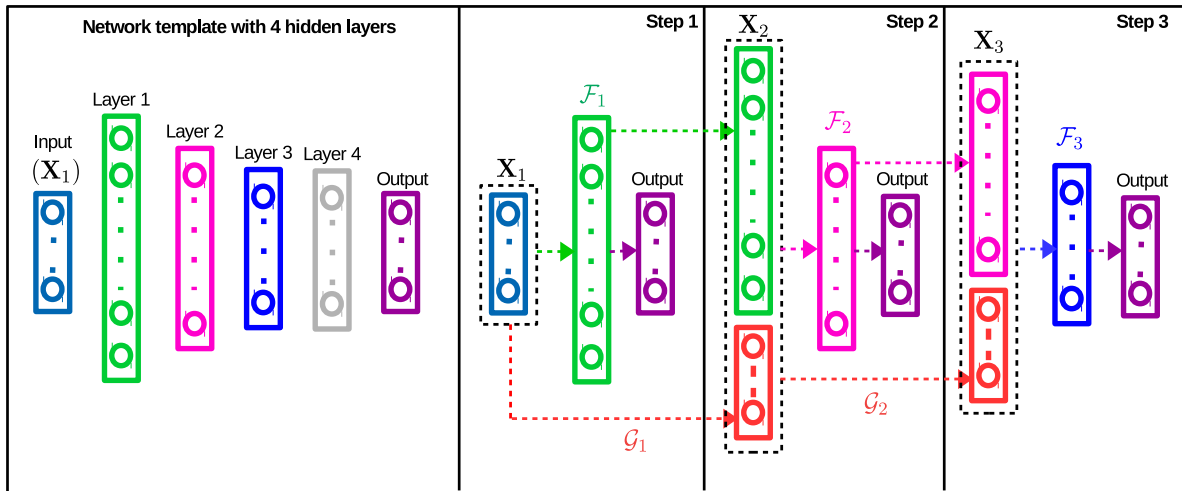 Network template with 4 hidden layers
Input
(X₁)
Layer 1
Layer 2
Layer 3
Layer 4
Output
Step 1
X₁
ℱ₁
Output
𝒢₁
Step 2
X₂
ℱ₂
Output
𝒢₂
Step 3
X₃
ℱ₃
Output